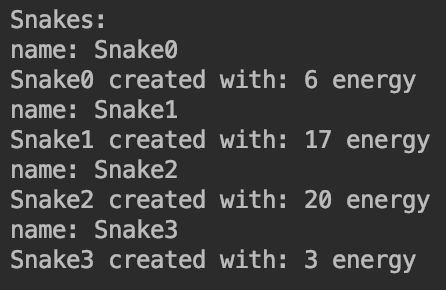 Snakes:
name: Snake0
Snake0 created with: 6 energy
name: Snake1
Snake1 created with: 17 energy
name: Snake2
Snake2 created with: 20 energy
name: Snake3
Snake3 created with: 3 energy